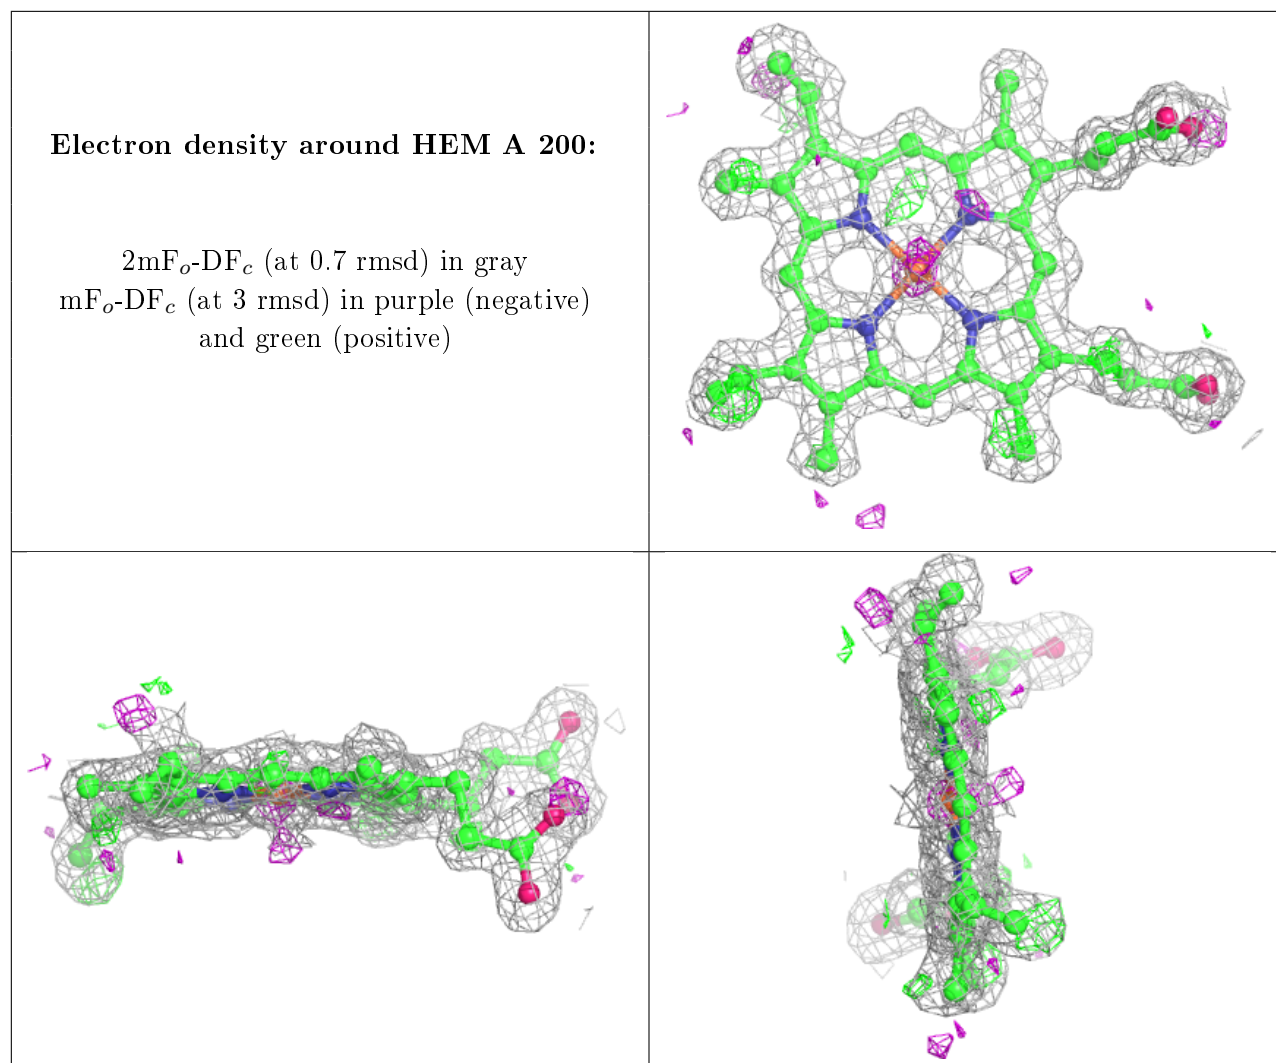 Electron density around HEM A 200:
2mFo-DFc (at 0.7 rmsd) in gray
mFo-DFc (at 3 rmsd) in purple (negative)
and green (positive)